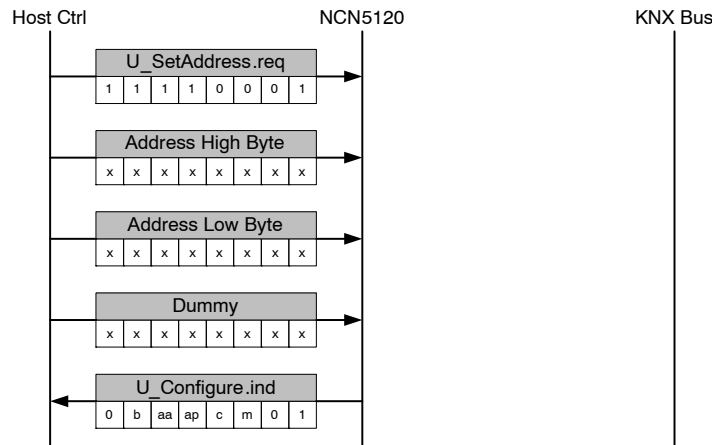 Host Ctrl NCN5120 KNX Bus
U_SetAddress.req
1 1 1 1 0 0 0 1
Address High Byte
x x x x x x x x
Address Low Byte
x x x x x x x x
Dummy
x x x x x x x x
U_Configure.ind
0 b aa ap c m 0 1